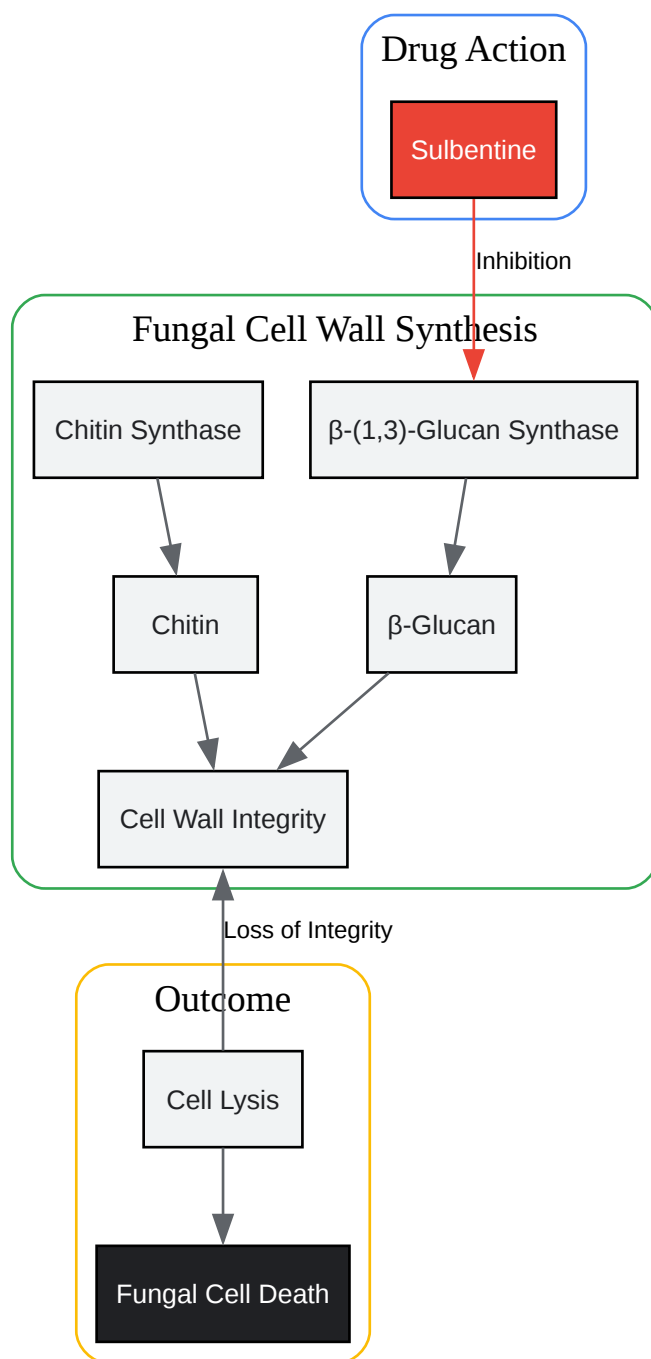 Drug Action
Sulbentine
Inhibition
Fungal Cell Wall Synthesis
Chitin Synthase
β-(1,3)-Glucan Synthase
Chitin
β-Glucan
Cell Wall Integrity
Loss of Integrity
Outcome
Cell Lysis
Fungal Cell Death